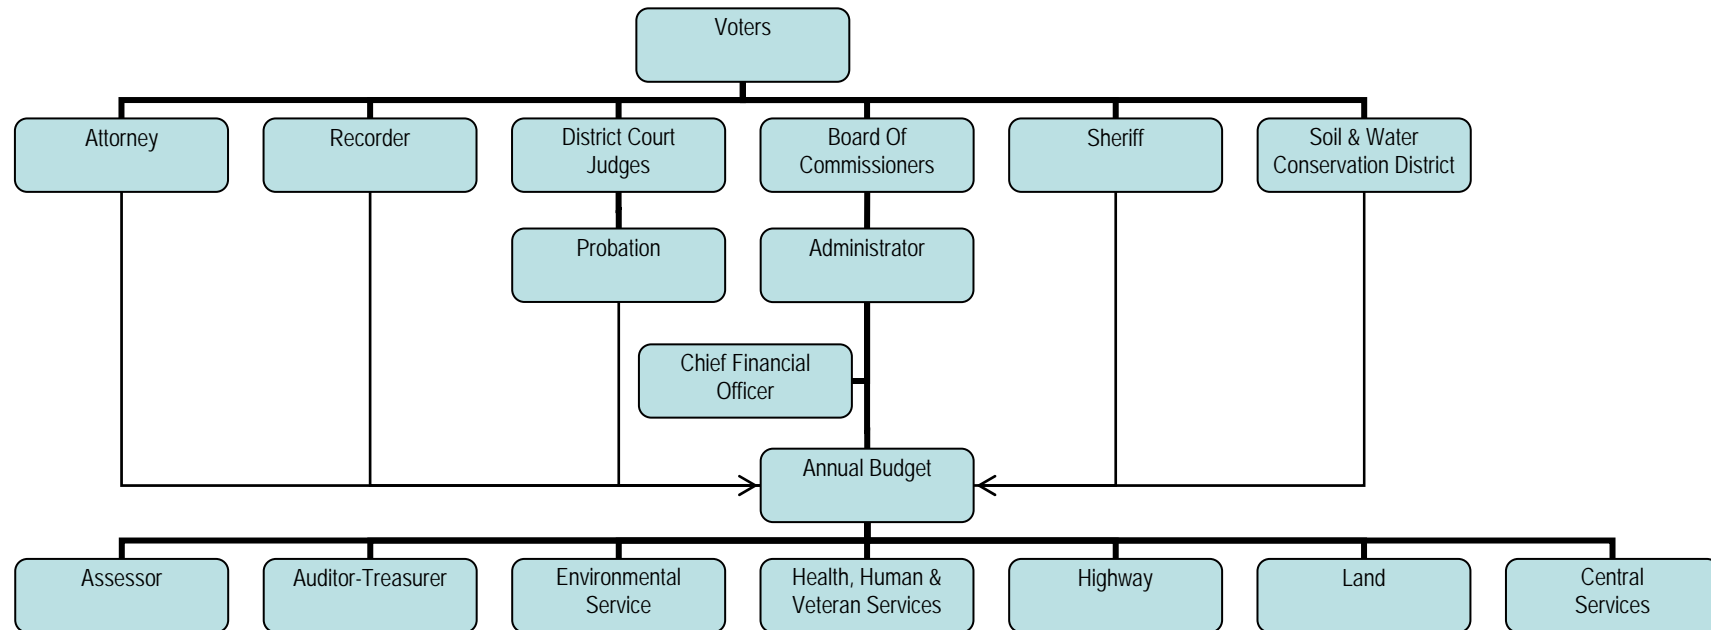 Voters
Attorney
Recorder
District Court
Judges
Board Of
Commissioners
Sheriff
Soil & Water
Conservation District
Probation
Administrator
Chief Financial
Officer
Annual Budget
Assessor
Auditor-Treasurer
Environmental
Service
Health, Human &
Veteran Services
Highway
Land
Central
Services